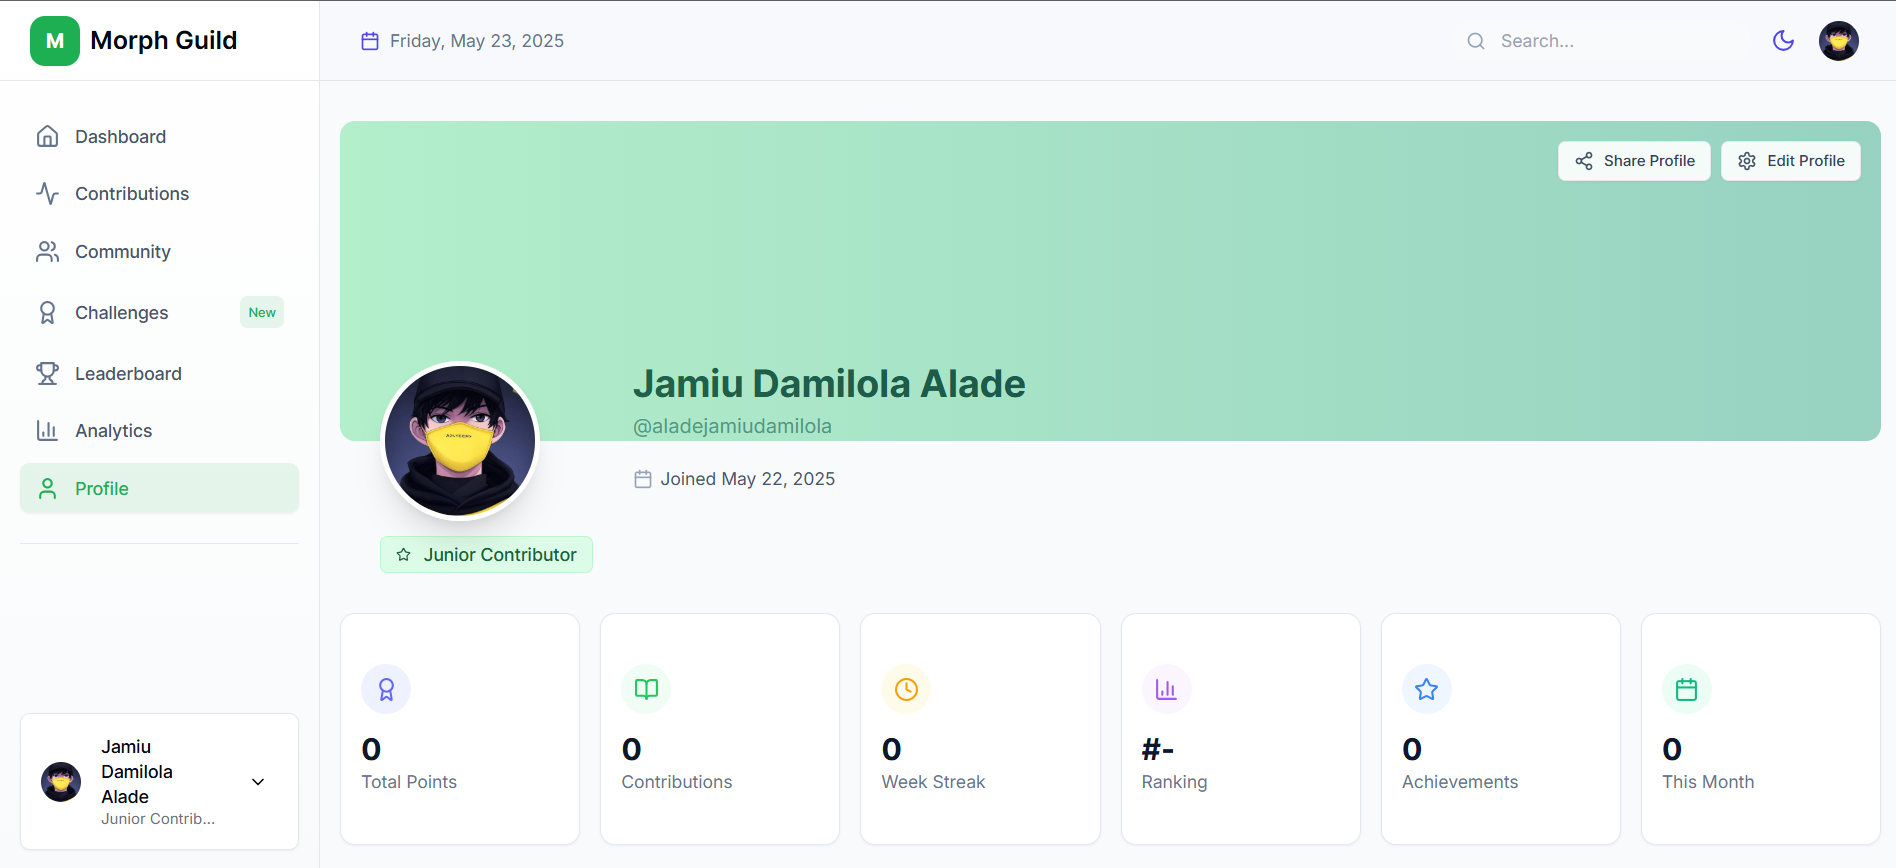 M Morph Guild
Friday, May 23, 2025
Search...
Dashboard
Contributions
Community
Challenges New
Leaderboard
Analytics
Profile
Jamiu
Damilola
Alade
Junior Contrib...
Share Profile
Edit Profile
Jamiu Damilola Alade
@aladejamiudamilola
Joined May 22, 2025
Junior Contributor
0
Total Points
0
Contributions
0
Week Streak
#-
Ranking
0
Achievements
0
This Month